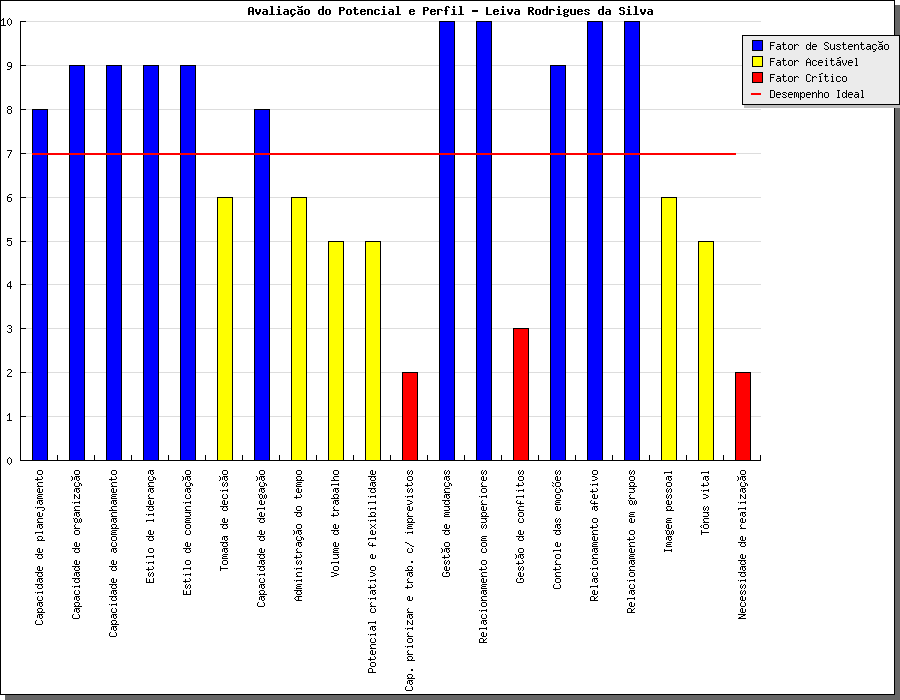 Avaliação do Potencial e Perfil - Leiva Rodrigues da Silva
Fator de Sustentação
Fator Aceitável
Fator Crítico
Desempenho Ideal
10
9
8
7
6
5
4
3
2
1
0
Capacidade de planejamento
Capacidade de organização
Capacidade de acompanhamento
Estilo de liderança
Estilo de comunicação
Tomada de decisão
Capacidade de delegação
Administração do tempo
Volume de trabalho
Potencial criativo e flexibilidade
Cap. priorizar e trab. c/ imprevistos
Gestão de mudanças
Relacionamento com superiores
Gestão de conflitos
Controle das emoções
Relacionamento afetivo
Relacionamento em grupos
Imagem pessoal
Tônus vital
Necessidade de realização